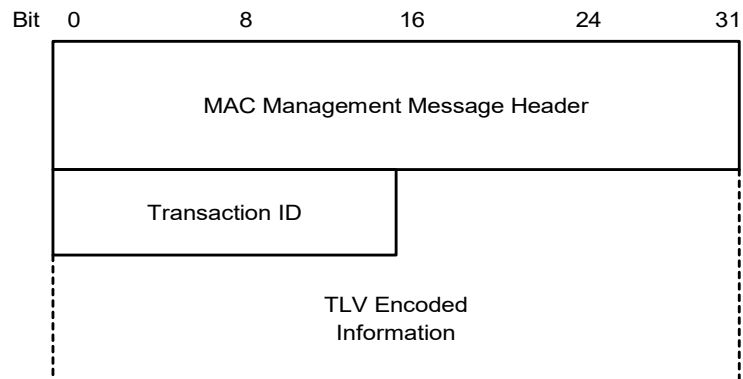 Bit 0 8 16 24 31
MAC Management Message Header
Transaction ID
TLV Encoded
Information